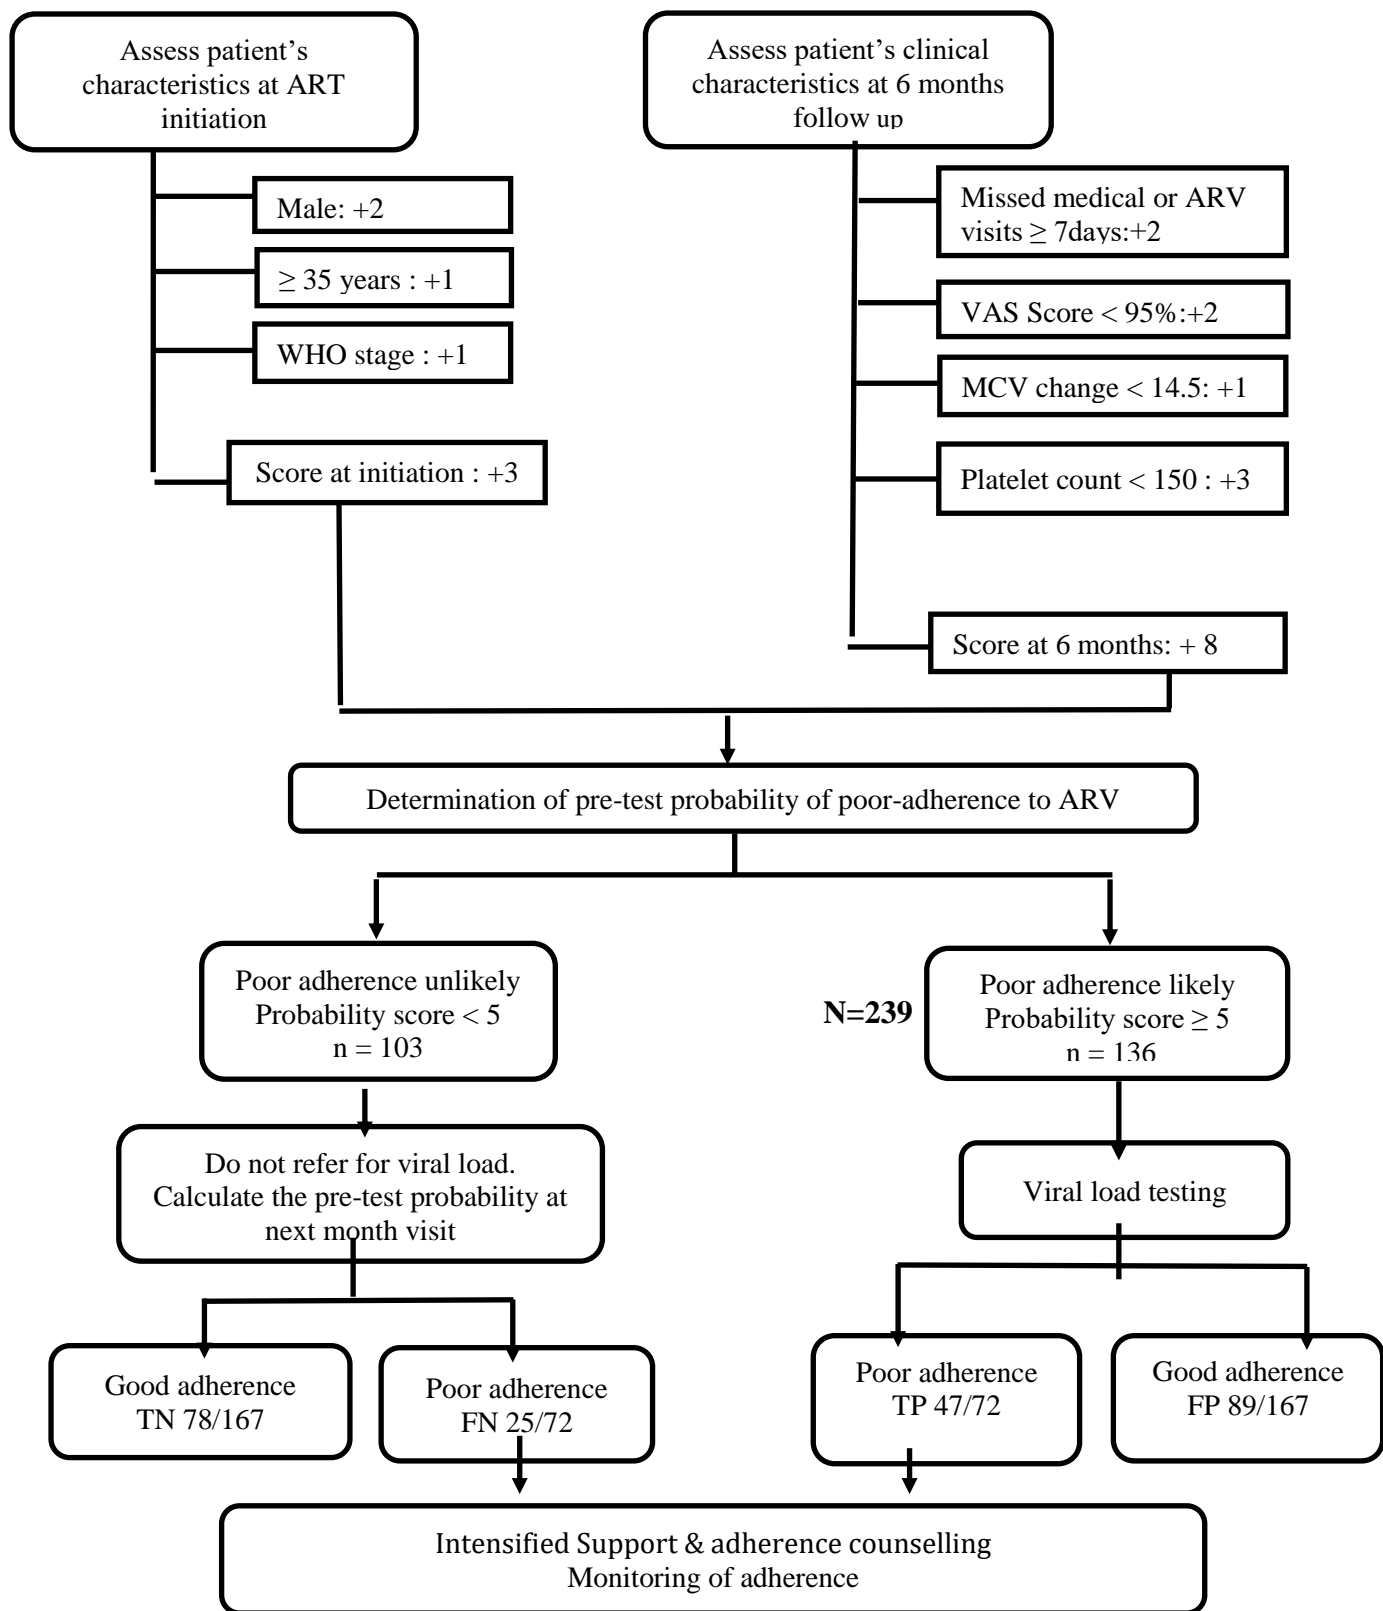 Assess patient’s
characteristics at ART
initiation
Male: +2
≥ 35 years : +1
WHO stage : +1
Score at initiation : +3
Assess patient’s clinical
characteristics at 6 months
follow up
Missed medical or ARV
visits ≥ 7days:+2
VAS Score < 95%:+2
MCV change < 14.5: +1
Platelet count < 150 : +3
Score at 6 months: + 8
Determination of pre-test probability of poor-adherence to ARV
Poor adherence unlikely
Probability score < 5
n = 103
N=239
Poor adherence likely
Probability score ≥ 5
n = 136
Do not refer for viral load.
Calculate the pre-test probability at
next month visit
Viral load testing
Good adherence
TN 78/167
Poor adherence
FN 25/72
Poor adherence
TP 47/72
Good adherence
FP 89/167
Intensified Support & adherence counselling
Monitoring of adherence